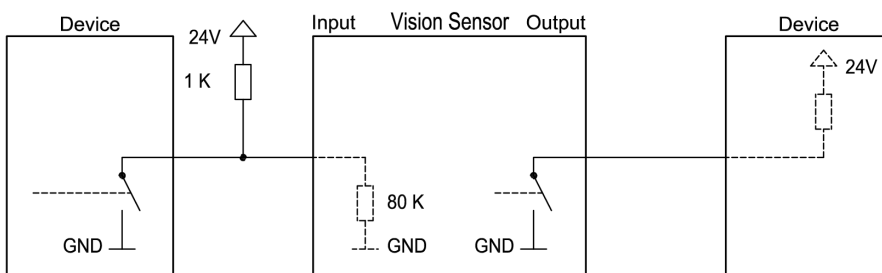 Device
24V
1 K
GND
Input Vision Sensor Output
80 K
GND
GND
Device
24V